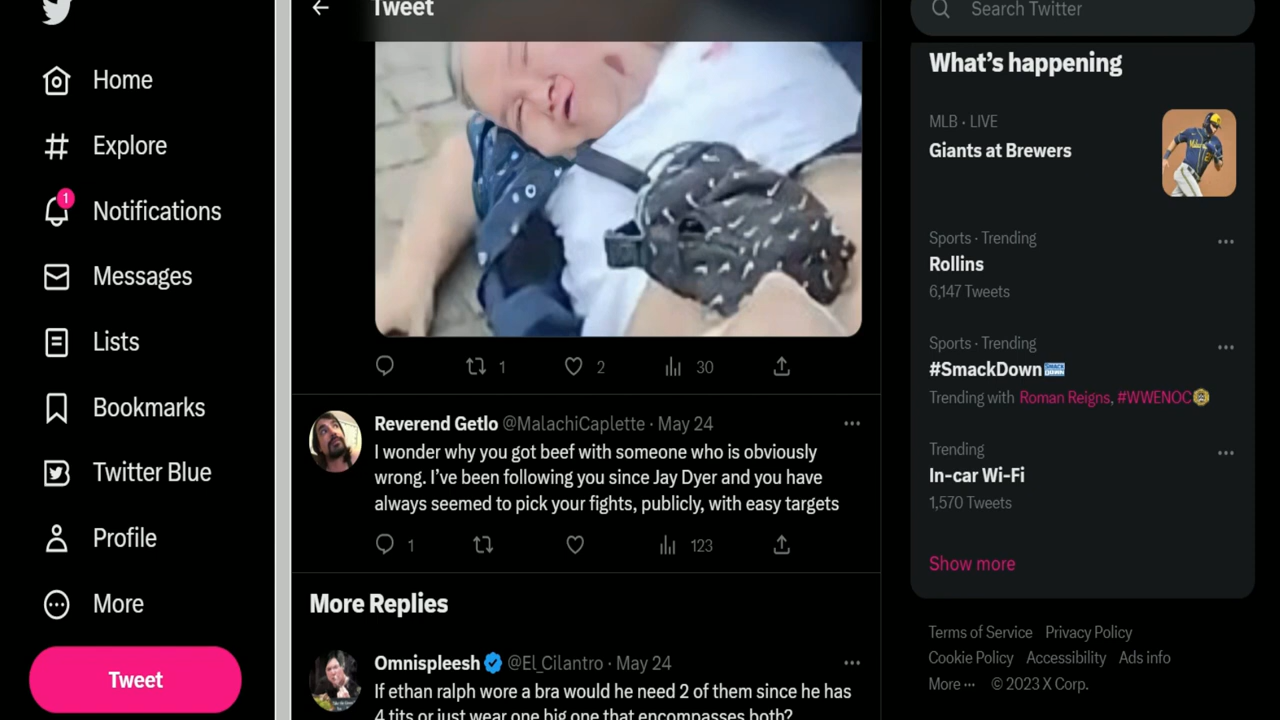 Home
Explore
1
Notifications
Messages
Lists
Bookmarks
Twitter Blue
Profile
More
Tweet
Tweet
1
2
30
Reverend Getlo @MalachiCaplette · May 24
I wonder why you got beef with someone who is obviously
wrong. I've been following you since Jay Dyer and you have
always seemed to pick your fights, publicly, with easy targets
1
123
More Replies
Omnispleesh @El_Cilantro · May 24
If ethan ralph wore a bra would he need 2 of them since he has
4 tits or just wear one big one that encompasses both?
Search Twitter
What's happening
MLB · LIVE
Giants at Brewers
Sports · Trending
Rollins
6,147 Tweets
Sports · Trending
#SmackDown
Trending with Roman Reigns, #WWENOC
Trending
In-car Wi-Fi
1,570 Tweets
Show more
Terms of Service Privacy Policy
Cookie Policy Accessibility Ads info
More ··· © 2023 X Corp.